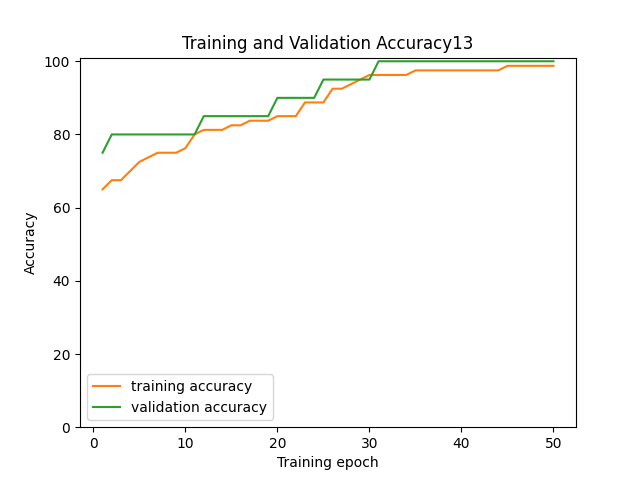 Training and Validation Accuracy13
100
80
60
40
20
0
Accuracy
training accuracy
validation accuracy
0 10 20 30 40 50
Training epoch